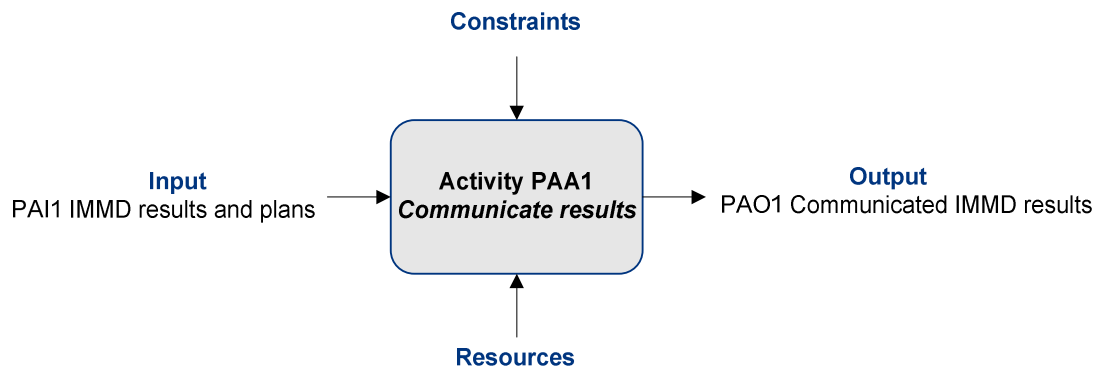 Constraints
Input
PAI1 IMMD results and plans
Activity PAA1
Communicate results
Output
PAO1 Communicated IMMD results
Resources